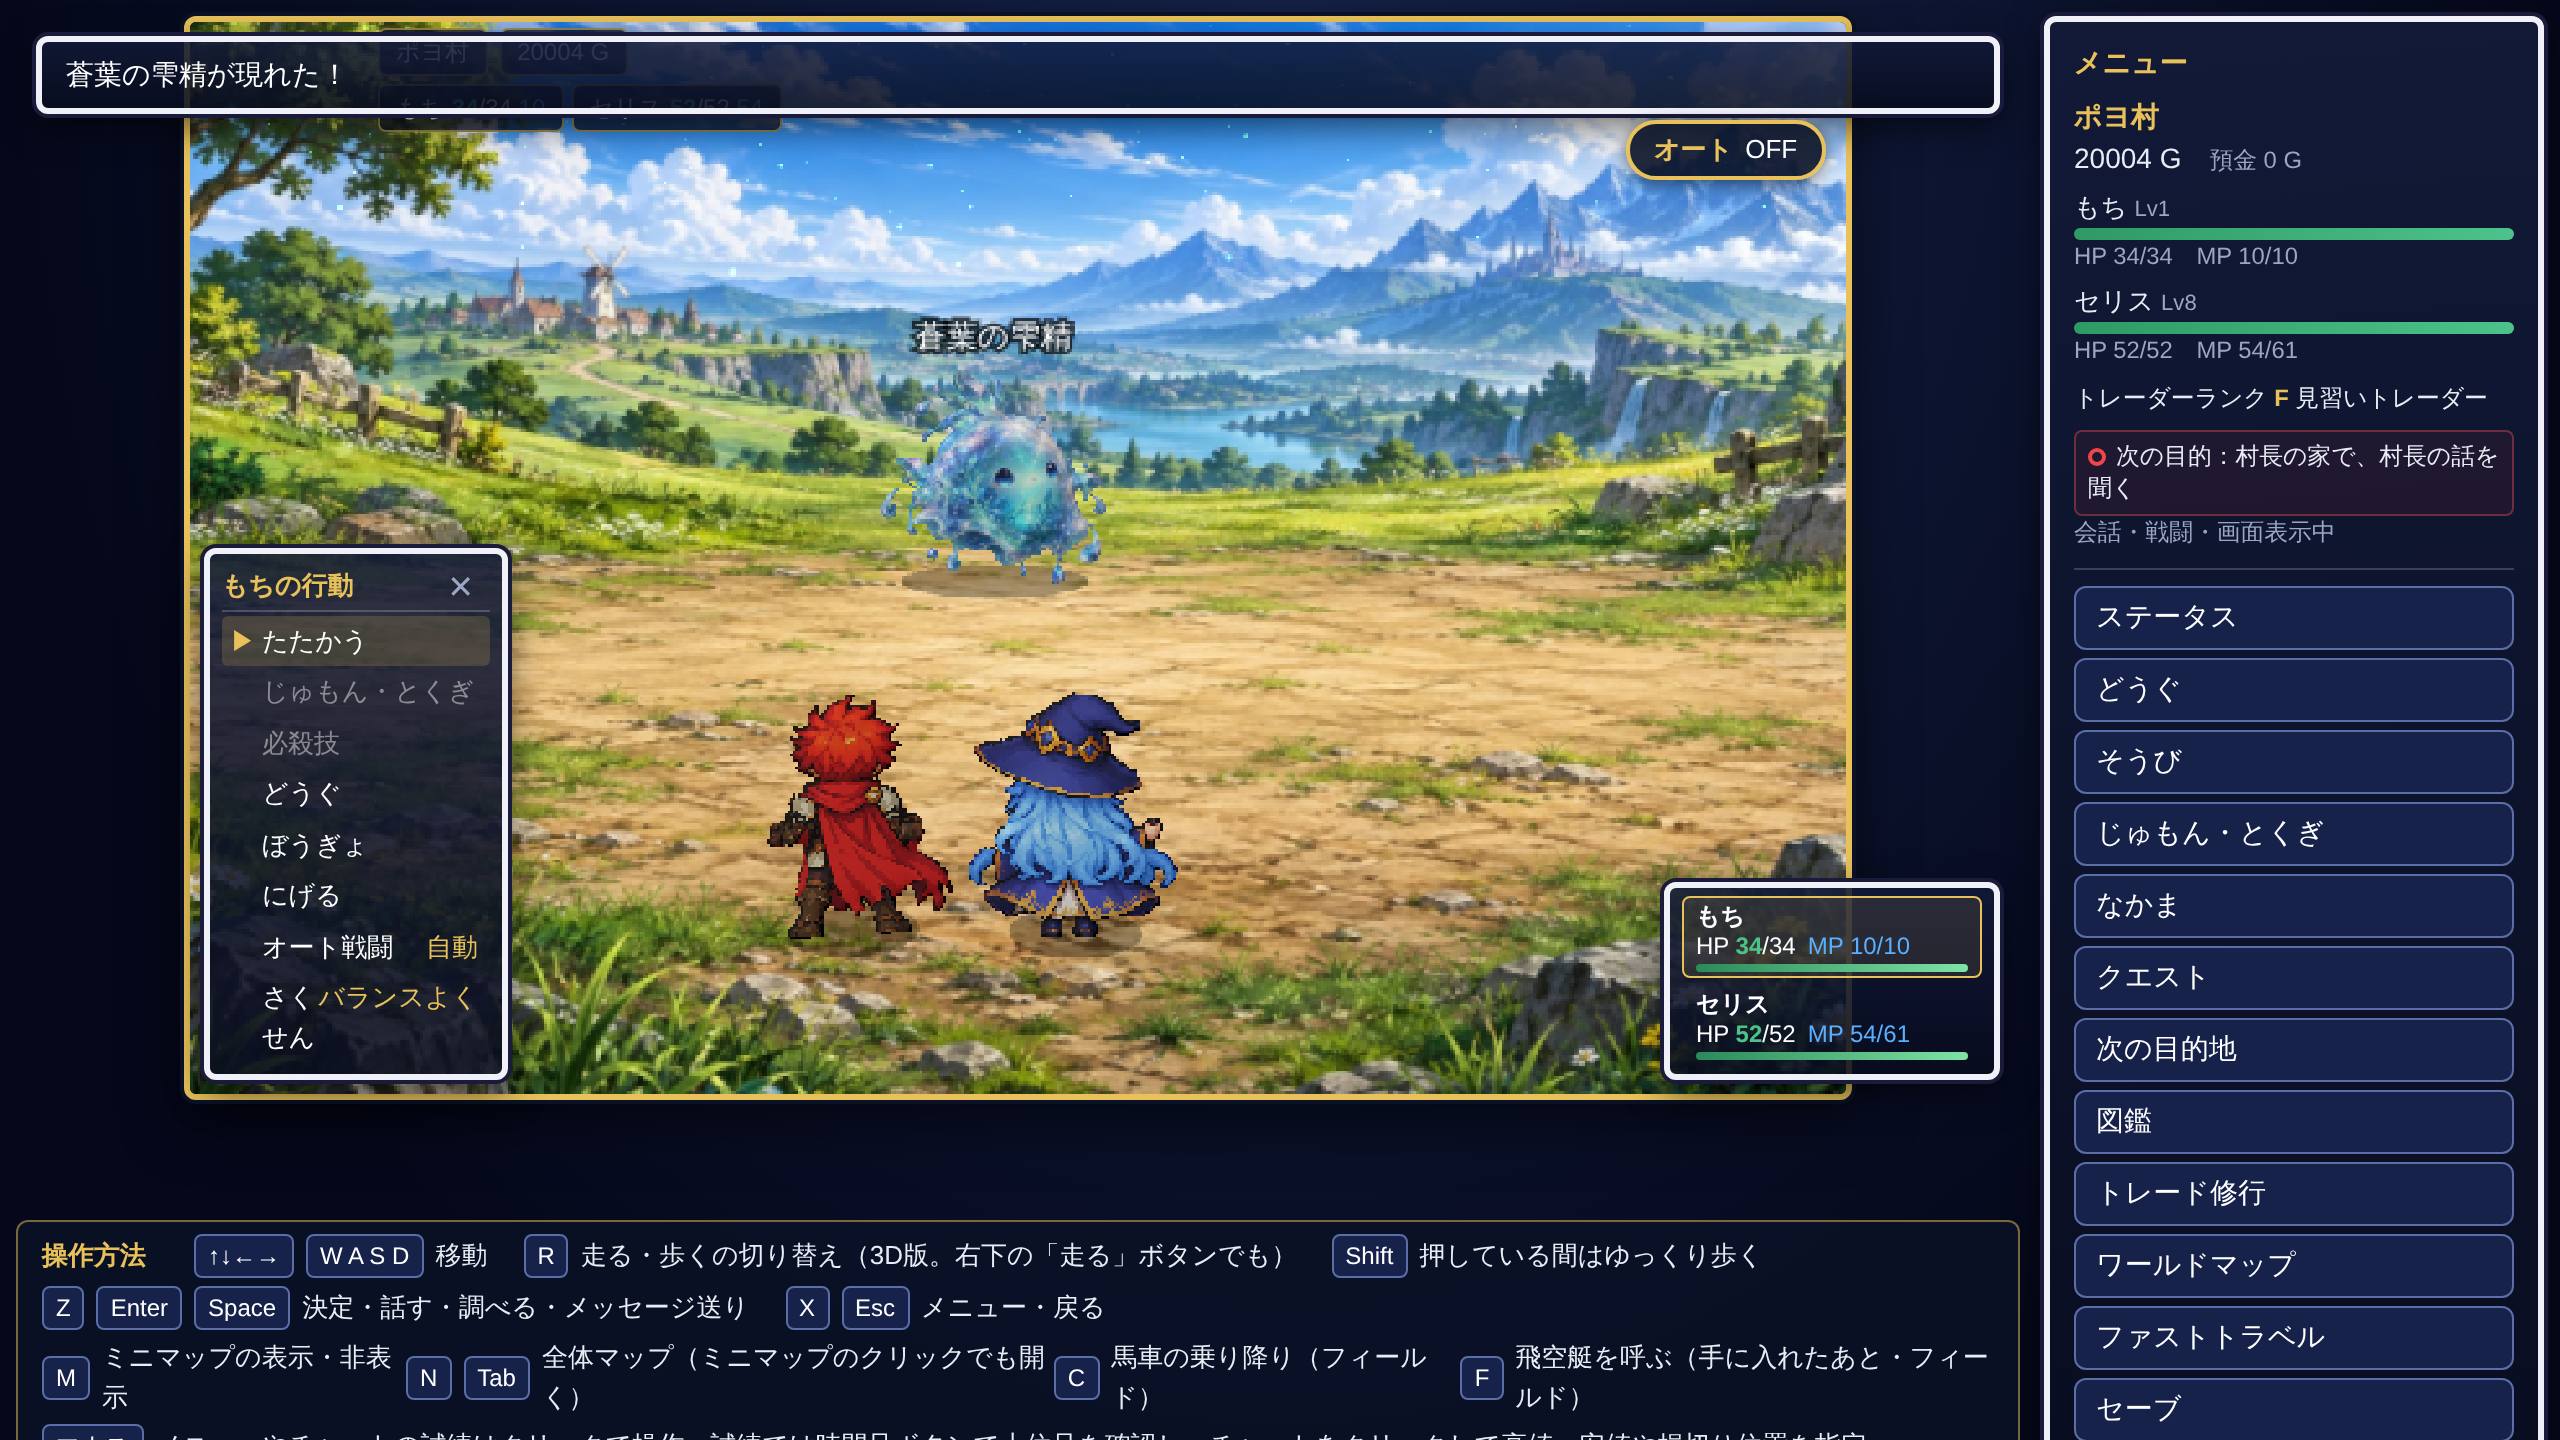 ポヨ村 20004 G
蒼葉の雫精が現れた！
オート OFF
蒼葉の雫精
もちの行動 ✕
▶ たたかう
じゅもん・とくぎ
必殺技
どうぐ
ぼうぎょ
にげる
オート戦闘 自動
さく バランスよく
せん
もち
HP 34/34 MP 10/10
セリス
HP 52/52 MP 54/61
メニュー
ポヨ村
20004 G 預金 0 G
もち Lv1
HP 34/34 MP 10/10
セリス Lv8
HP 52/52 MP 54/61
トレーダーランク F 見習いトレーダー
次の目的：村長の家で、村長の話を
聞く
会話・戦闘・画面表示中
ステータス
どうぐ
そうび
じゅもん・とくぎ
なかま
クエスト
次の目的地
図鑑
トレード修行
ワールドマップ
ファストトラベル
セーブ
操作方法 ↑↓←→ W A S D 移動 R 走る・歩くの切り替え（3D版。右下の「走る」ボタンでも） Shift 押している間はゆっくり歩く
Z Enter Space 決定・話す・調べる・メッセージ送り X Esc メニュー・戻る
M ミニマップの表示・非表示 N Tab 全体マップ（ミニマップのクリックでも開く） C 馬車の乗り降り（フィールド） F 飛空艇を呼ぶ（手に入れたあと・フィールド）